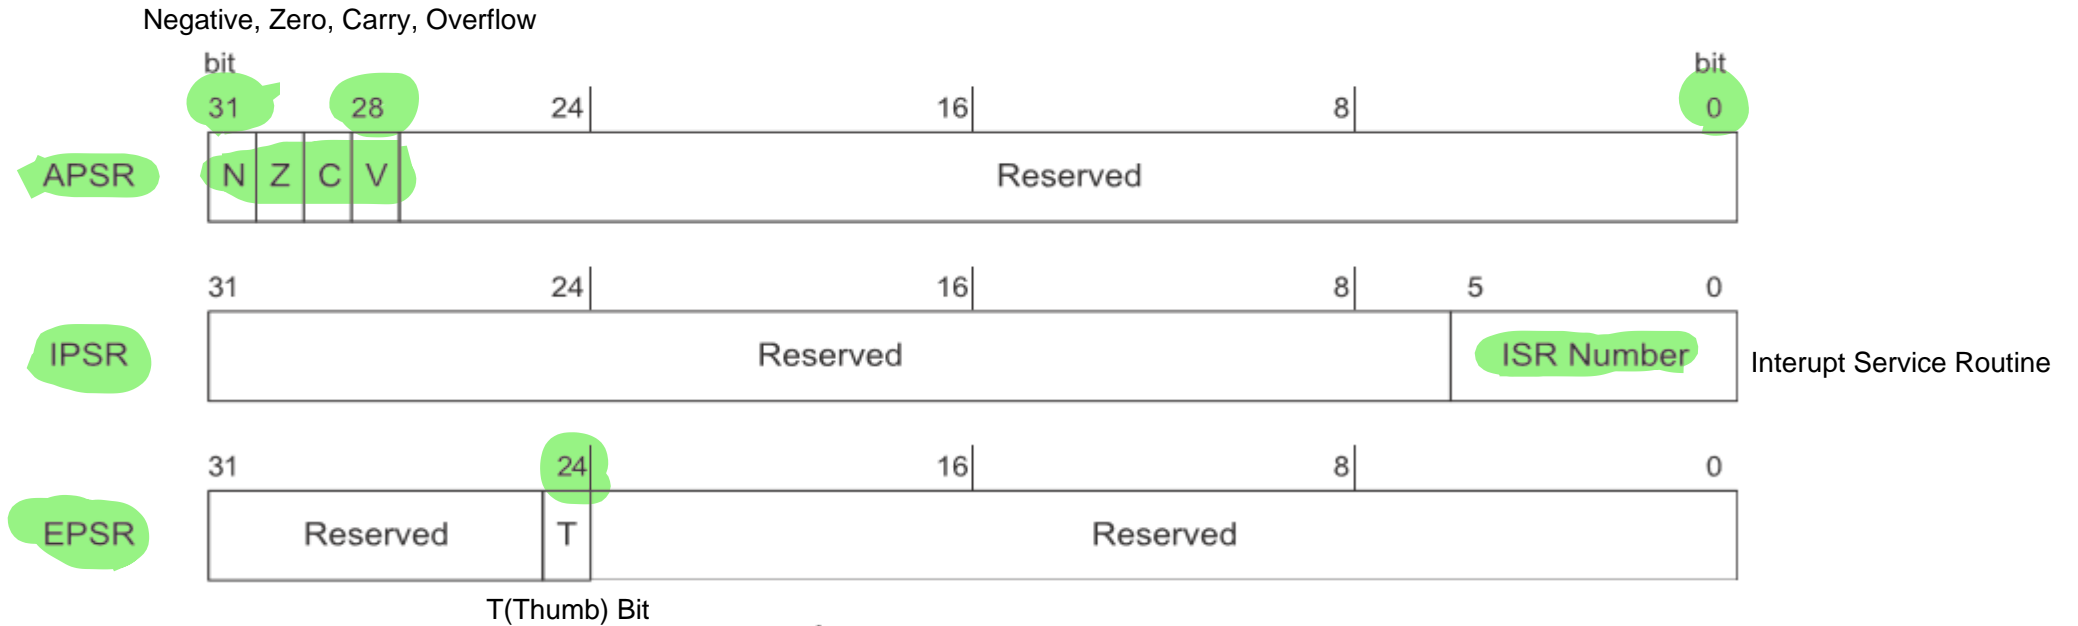 Negative, Zero, Carry, Overflow
bit bit
31 28 24 16 8 0
APSR N Z C V Reserved
31 24 16 8 5 0
IPSR Reserved ISR Number Interupt Service Routine
31 24 16 8 0
EPSR Reserved T Reserved
T(Thumb) Bit